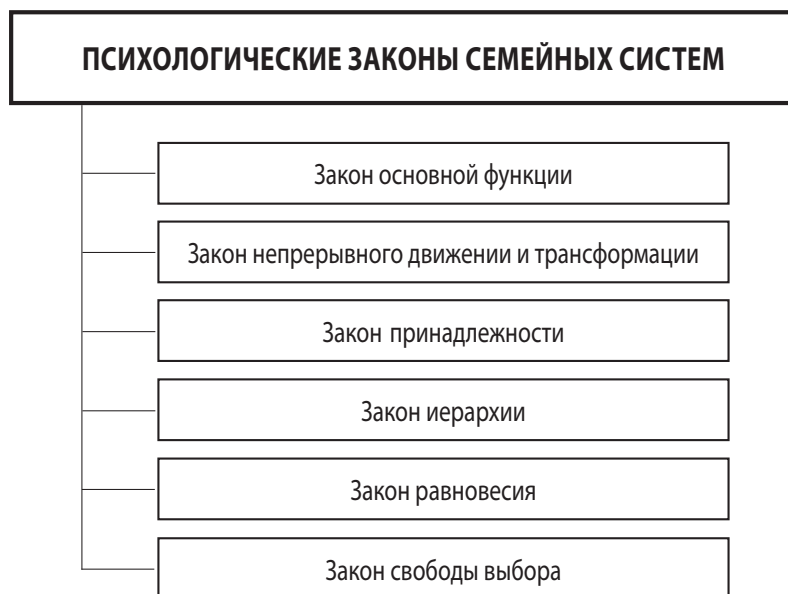 ПСИХОЛОГИЧЕСКИЕ ЗАКОНЫ СЕМЕЙНЫХ СИСТЕМ
Закон основной функции
Закон непрерывного движении и трансформации
Закон принадлежности
Закон иерархии
Закон равновесия
Закон свободы выбора